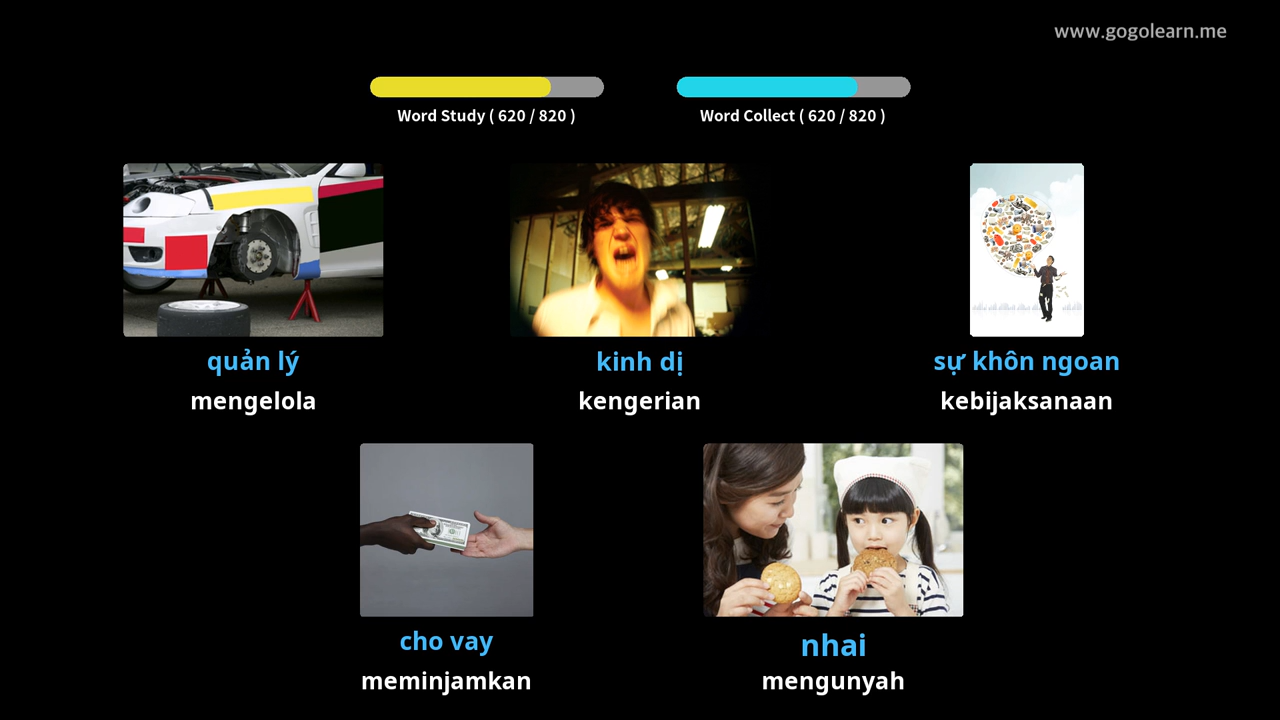 www.gogolearn.me
Word Study ( 620 / 820 )
Word Collect ( 620 / 820 )
quản lý
mengelola
kinh dị
kengerian
sự khôn ngoan
kebijaksanaan
cho vay
meminjamkan
nhai
mengunyah